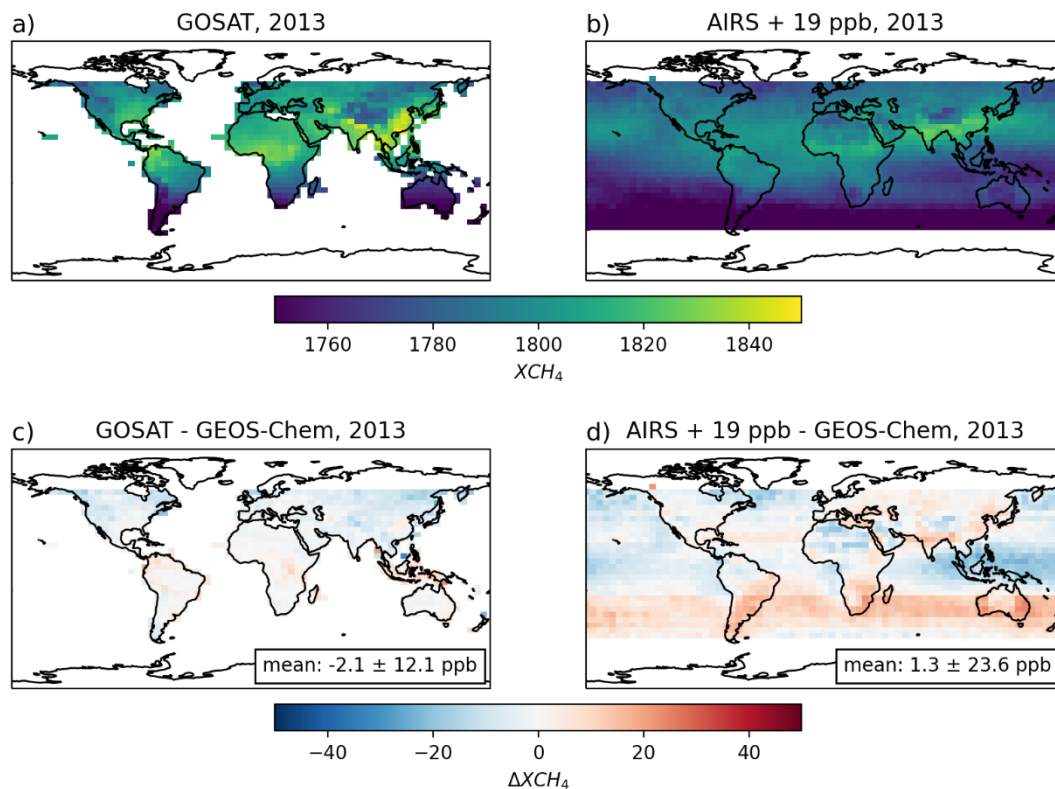 a) GOSAT, 2013
b) AIRS + 19 ppb, 2013
1760 1780 1800 1820 1840
XCH₄
c) GOSAT - GEOS-Chem, 2013
d) AIRS + 19 ppb - GEOS-Chem, 2013
mean: -2.1 ± 12.1 ppb
mean: 1.3 ± 23.6 ppb
−40 −20 0 20 40
ΔXCH₄